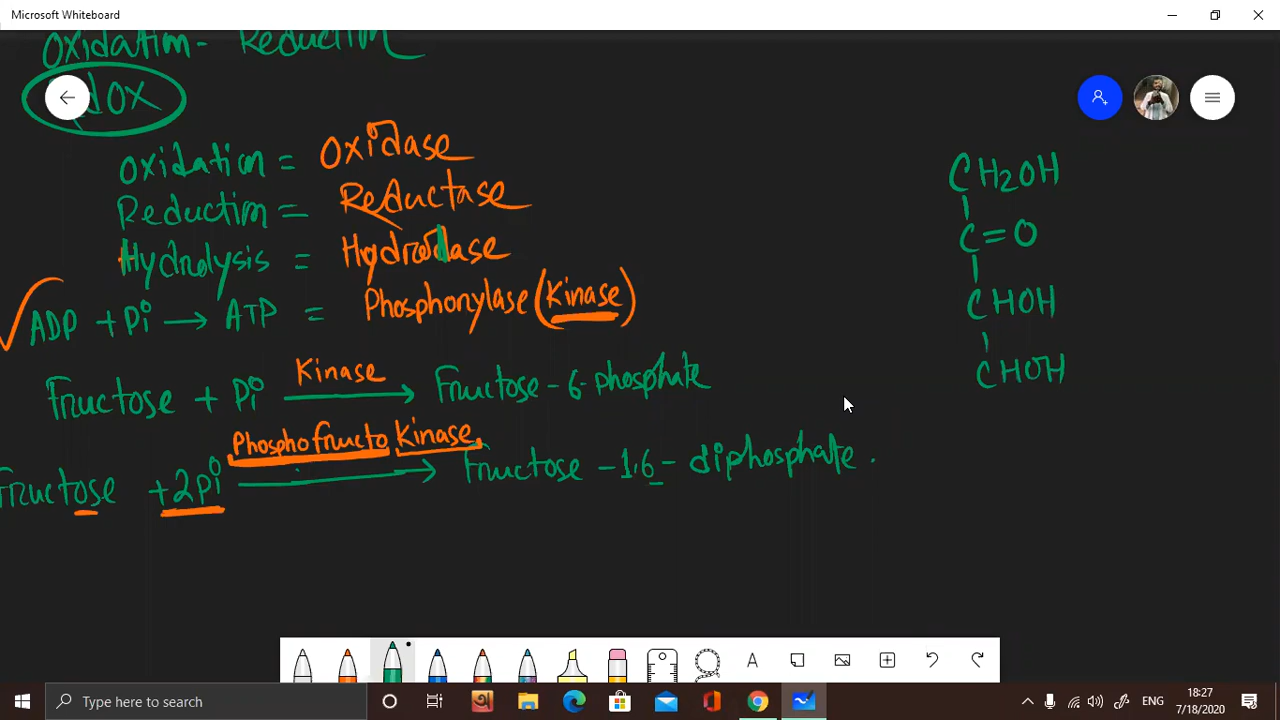 Microsoft Whiteboard
Oxidation - Reduction
Oxidation = Oxidase
Reduction = Reductase
Hydrolysis =
ADP + Pi → ATP = Phosphorylase (Kinase)
Fructose + Pi Kinase → Fructose - 6 - phosphate
Phosphofructo Kinase
Fructose + 2Pi → Fructose - 1,6 - diphosphate.
CH2OH
C = O
CHOH
CHOH
Type here to search
ENG
18:27
7/18/2020